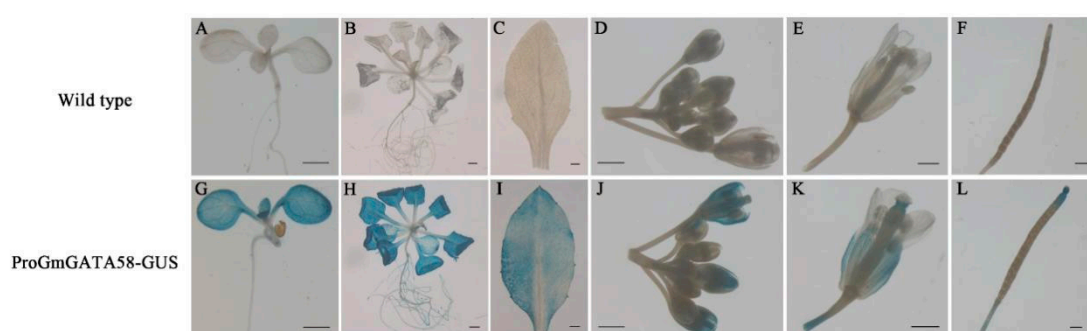 A B C D E F
Wild type
G H I J K L
ProGmGATA58-GUS